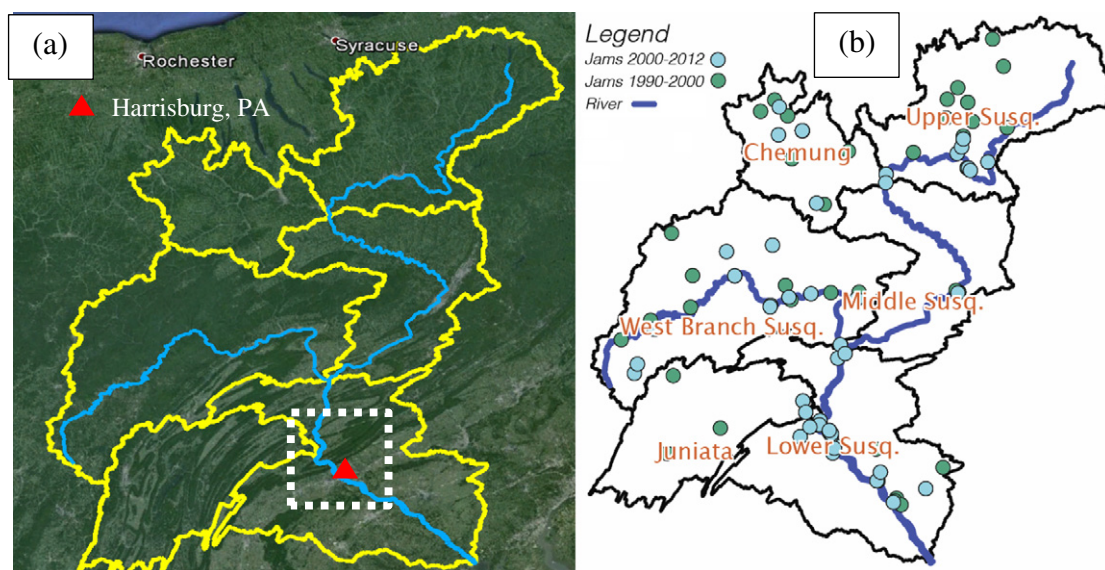 (a)
Rochester
Syracuse
Harrisburg, PA
Legend
Jams 2000-2012
Jams 1990-2000
River
(b)
Upper Susq.
Chemung
Middle Susq.
West Branch Susq.
Juniata
Lower Susq.